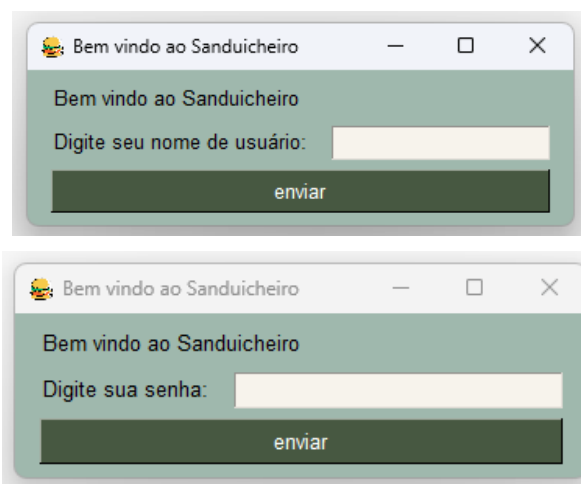 Bem vindo ao Sanduicheiro
Bem vindo ao Sanduicheiro
Digite seu nome de usuário:
enviar
Bem vindo ao Sanduicheiro
Bem vindo ao Sanduicheiro
Digite sua senha:
enviar